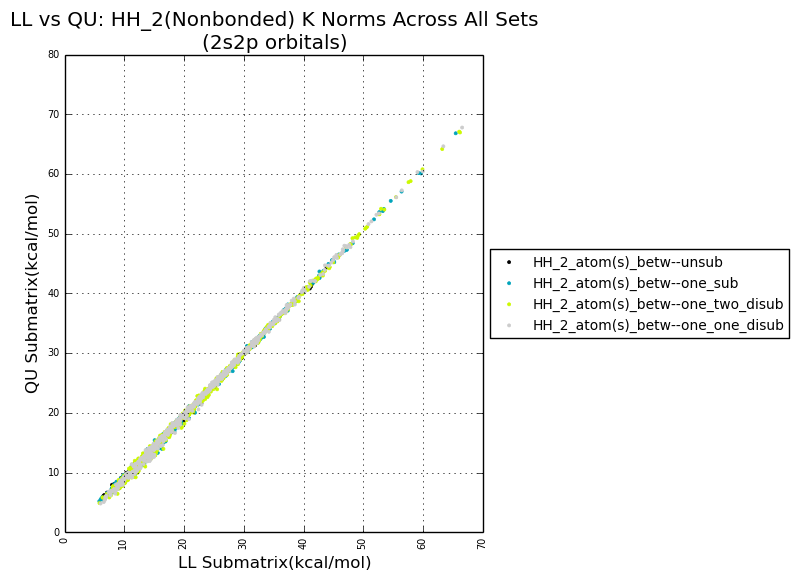 LL vs QU: HH_2(Nonbonded) K Norms Across All Sets
(2s2p orbitals)
80
70
60
50
40
30
20
10
0
QU Submatrix(kcal/mol)
0 10 20 30 40 50 60 70
LL Submatrix(kcal/mol)
HH_2_atom(s)_betw--unsub
HH_2_atom(s)_betw--one_sub
HH_2_atom(s)_betw--one_two_disub
HH_2_atom(s)_betw--one_one_disub